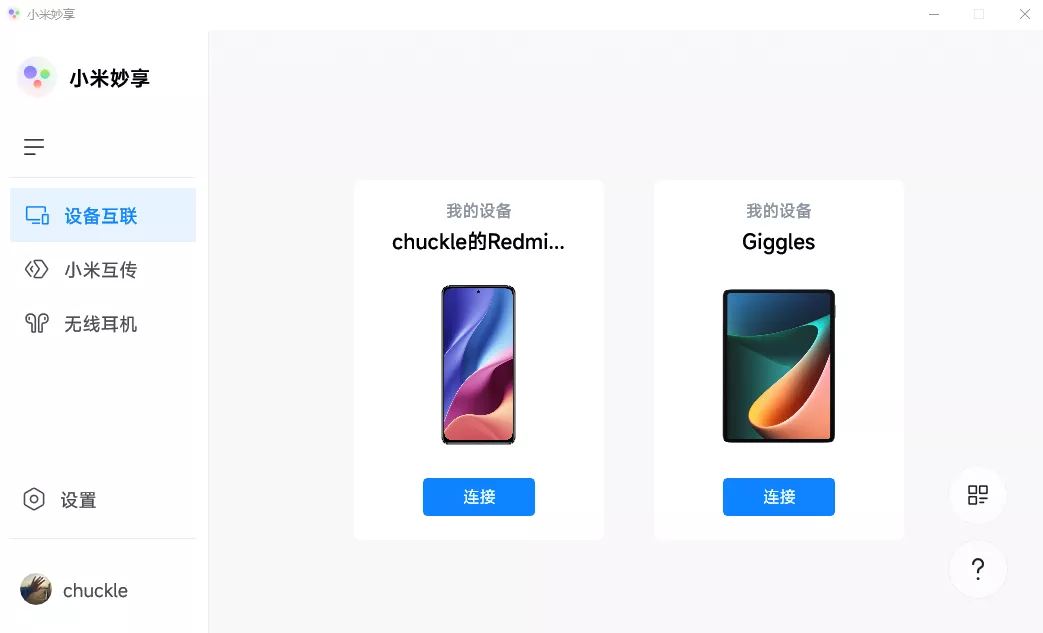 小米妙享
小米妙享
设备互联
小米互传
无线耳机
设置
chuckle
我的设备
chuckle的Redmi...
连接
我的设备
Giggles
连接
?